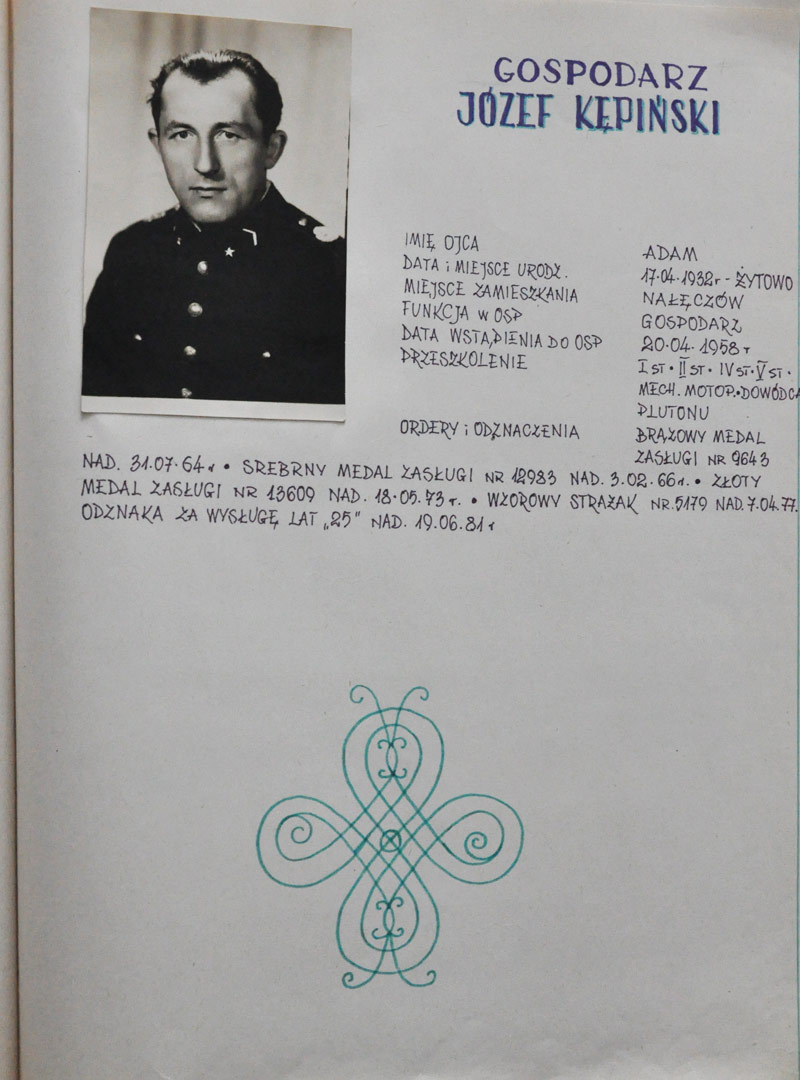 GOSPODARZ
JÓZEF KĘPIŃSKI
IMIĘ OJCA ADAM
DATA i MIEJSCE URODZ. 17.04.1932r - ŻYTOWO
MIEJSCE ZAMIESZKANIA NAŁĘCZÓW
FUNKCJA w OSP GOSPODARZ
DATA WSTĄPIENIA DO OSP 20.04.1958r
PRZESZKOLENIE I ST · II ST · IV ST · V ST ·
MECH. MOTOP. · DOWÓDCA
PLUTONU
ORDERY i ODZNACZENIA BRĄZOWY MEDAL
ZASŁUGI NR 9643
NAD. 31.07.64r • SREBRNY MEDAL ZASŁUGI NR 12983 NAD. 3.02.66r. • ZŁOTY
MEDAL ZASŁUGI NR 13609 NAD. 18.05.73r. • WZOROWY STRAŻAK NR. 5179 NAD. 7.04.77.
ODZNAKA ZA WYSŁUGĘ LAT „25” NAD. 19.06.81r